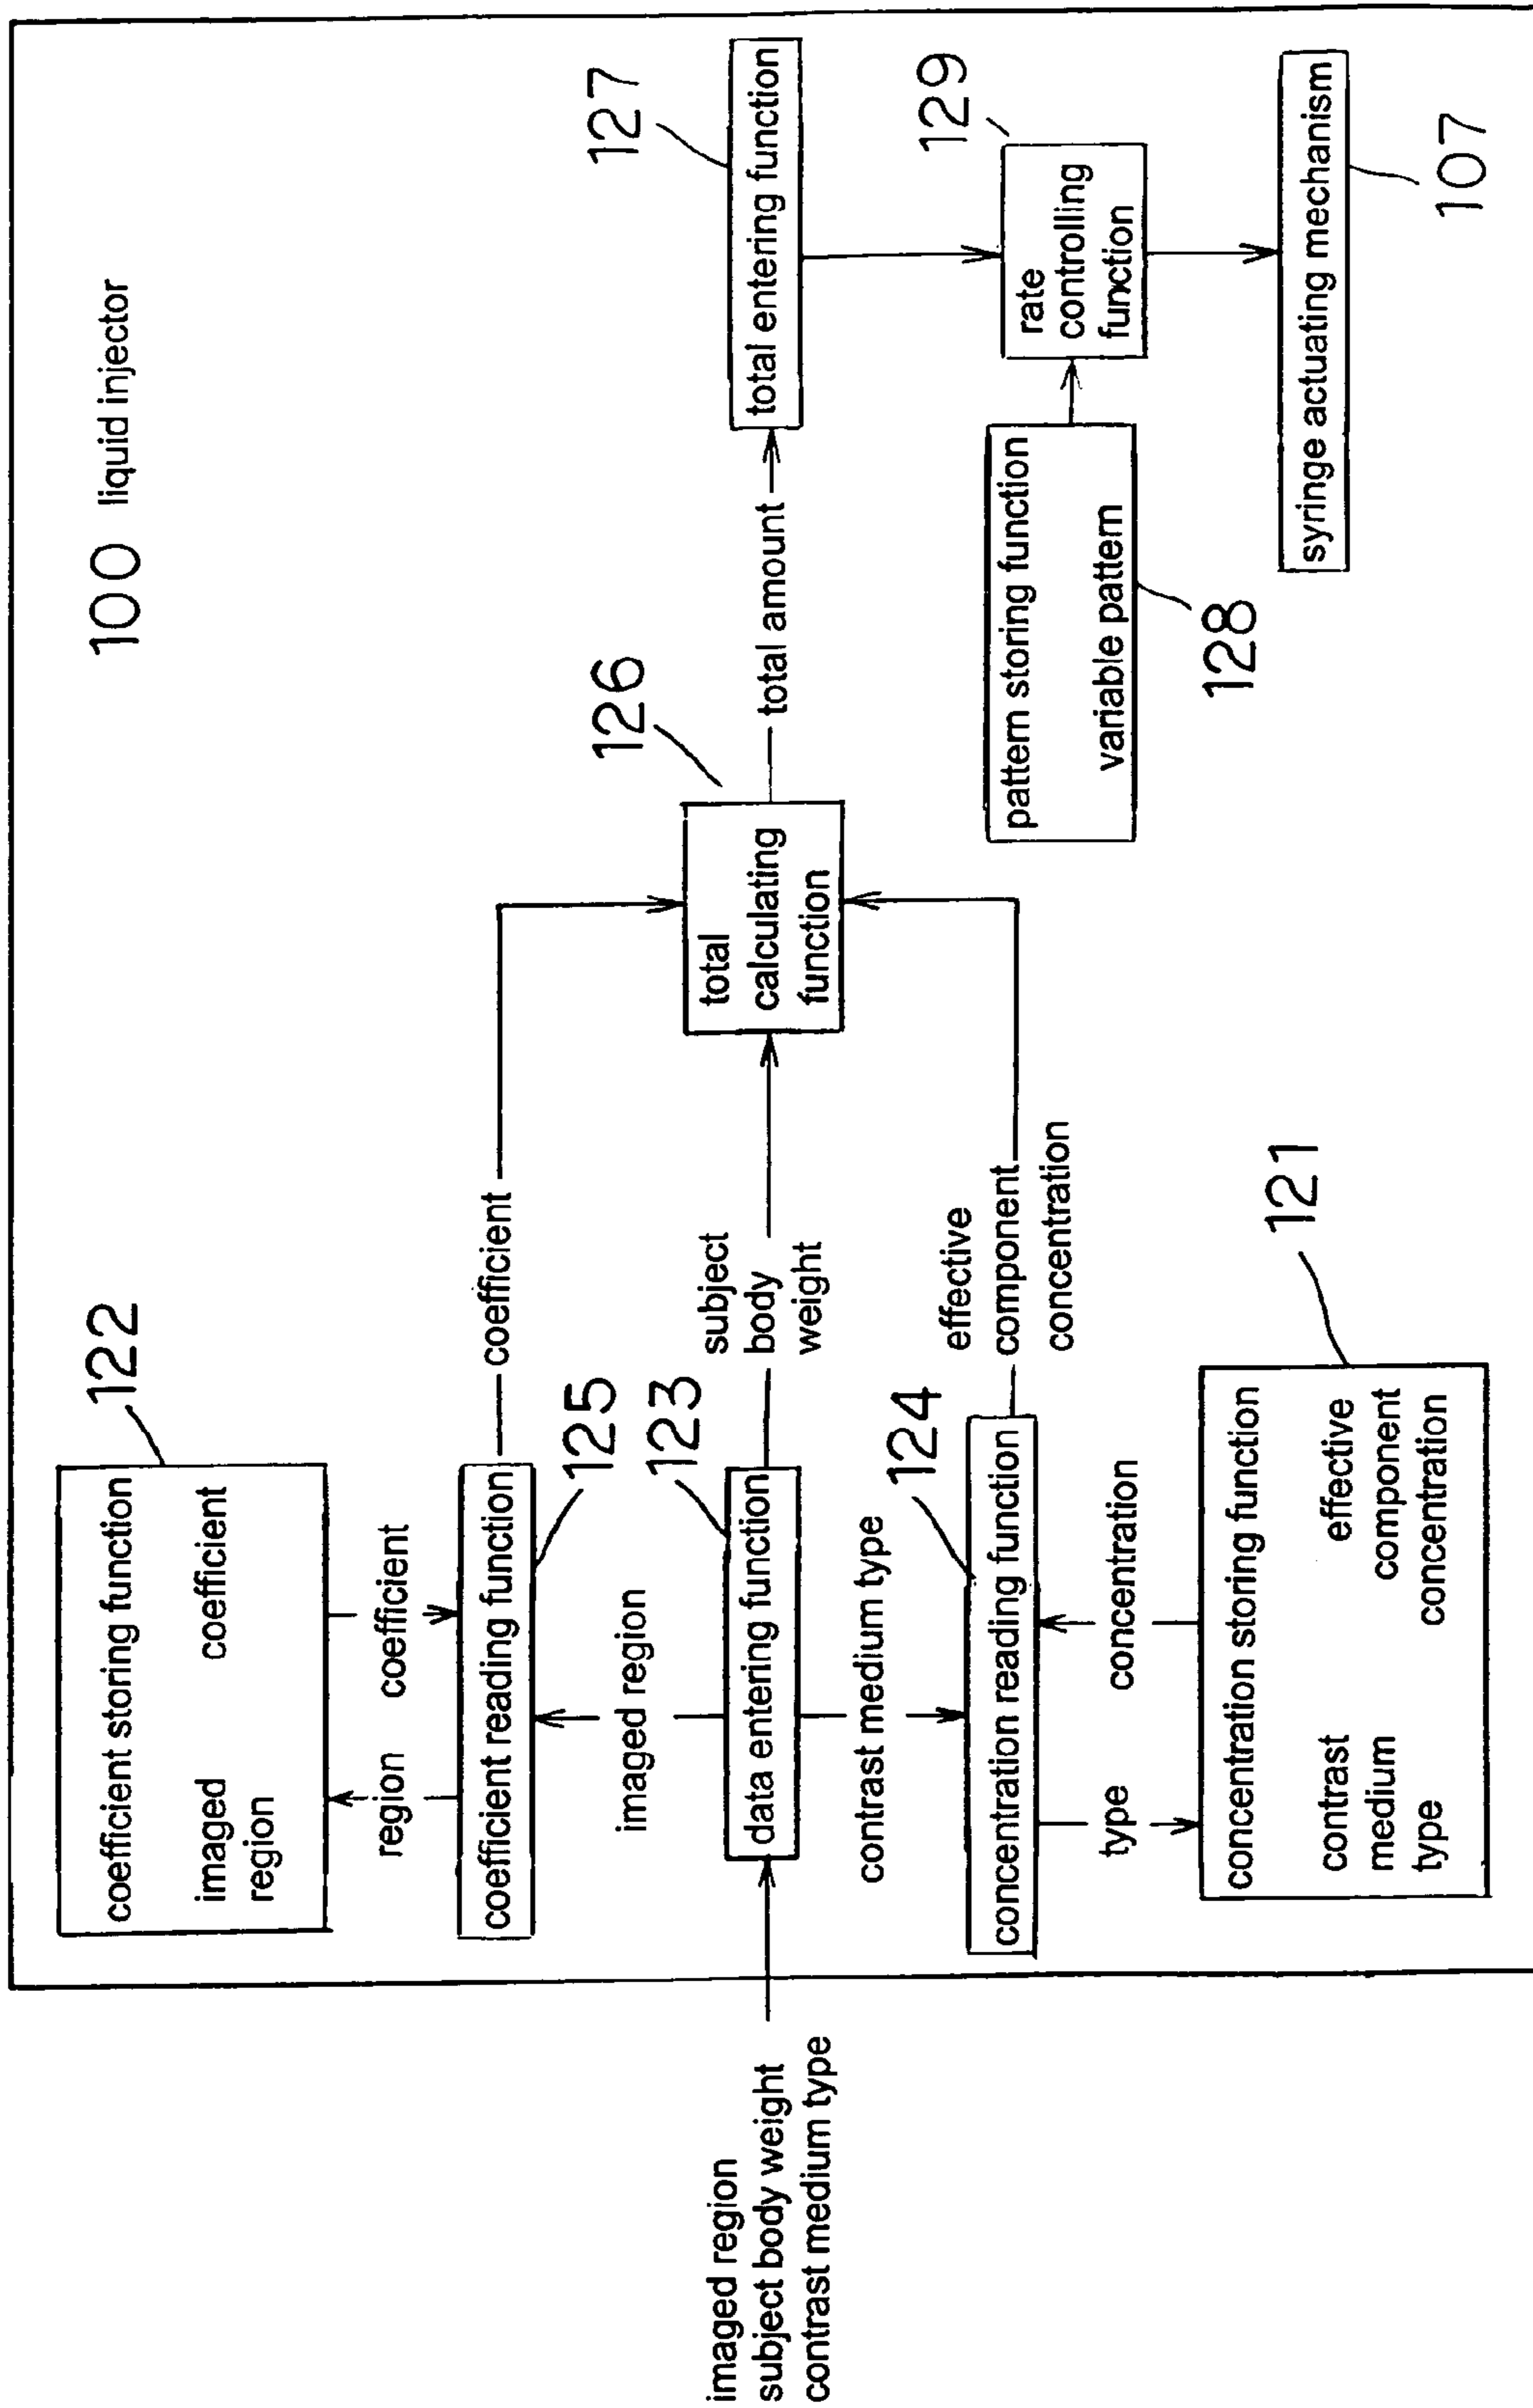 100 liquid injector
122
coefficient storing function
imaged
region
coefficient
region
coefficient
coefficient reading function
125
coefficient
imaged region
imaged region
subject body weight
contrast medium type
data entering function
123
subject
body
weight
contrast medium type
concentration reading function
124
effective
component
concentration
type
concentration
concentration storing function
contrast
medium
type
effective
component
concentration
121
total
calculating
function
126
total amount
total entering function
127
pattern storing function
variable pattern
128
rate
controlling
function
129
syringe actuating mechanism
107